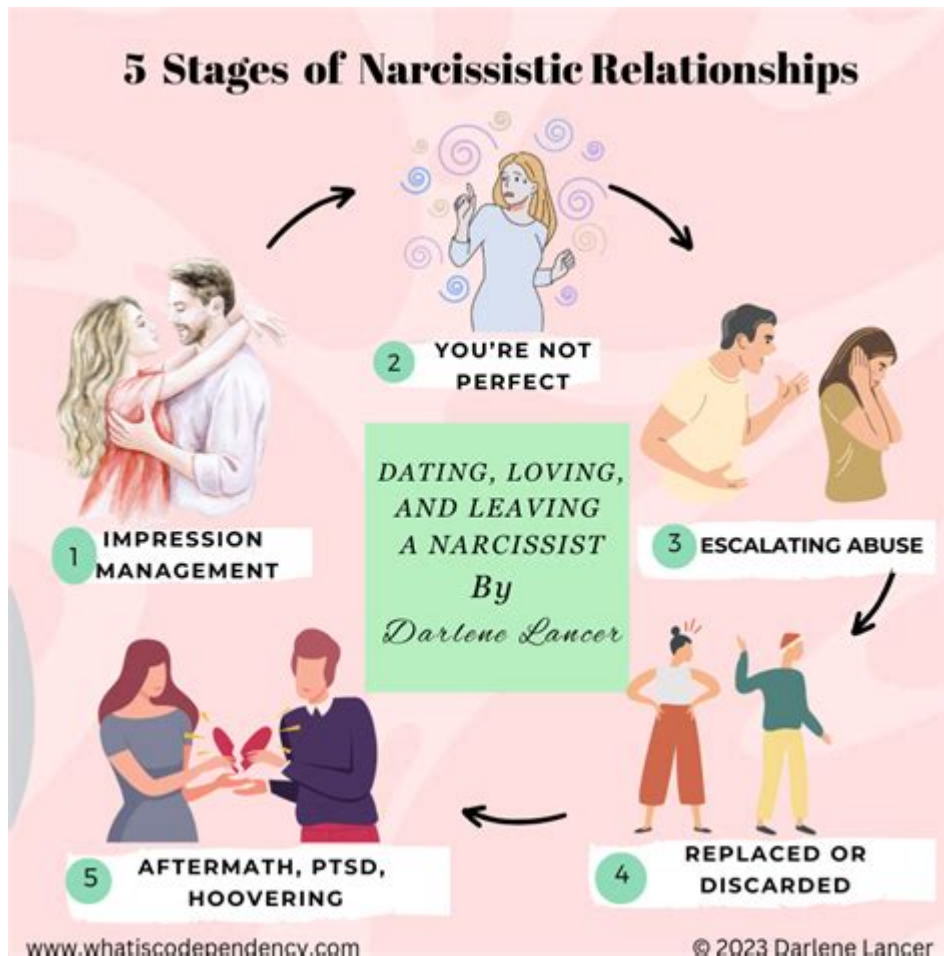 5 Stages of Narcissistic Relationships
1
IMPRESSION
MANAGEMENT
2
YOU'RE NOT
PERFECT
3
ESCALATING ABUSE
4
REPLACED OR
DISCARDED
5
AFTERMATH, PTSD,
HOOVERING
DATING, LOVING,
AND LEAVING
A NARCISSIST
By
Darlene Lancer
www.whatiscodependency.com
© 2023 Darlene Lancer